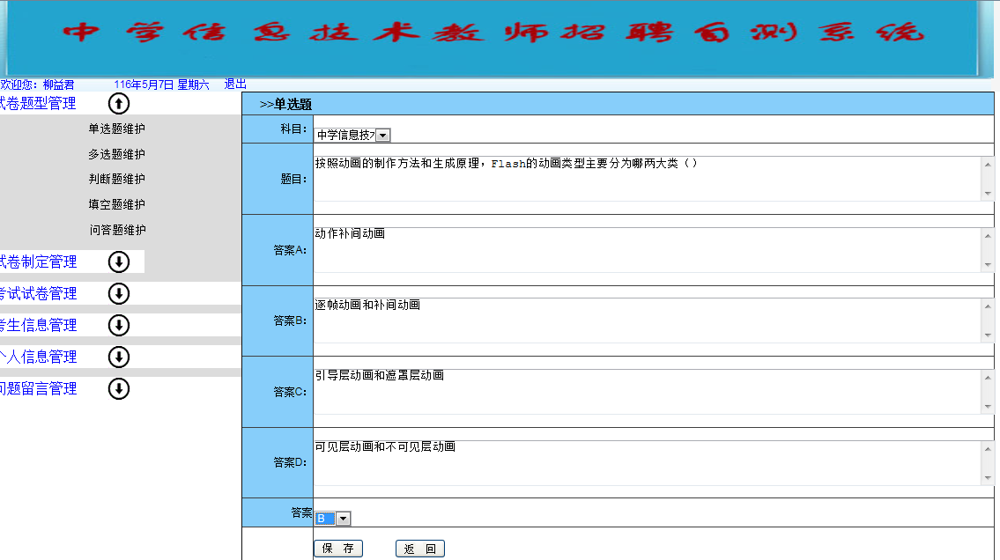 中学信息技术教师招聘自测系统
欢迎您：柳益君 116年5月7日 星期六 退出
试卷题型管理
单选题维护
多选题维护
判断题维护
填空题维护
问答题维护
试卷制定管理
考试试卷管理
考生信息管理
个人信息管理
问题留言管理
>>单选题
科目： 中学信息技
题目： 按照动画的制作方法和生成原理，Flash的动画类型主要分为哪两大类（）
答案A： 动作补间动画
答案B： 逐帧动画和补间动画
答案C： 引导层动画和遮罩层动画
答案D： 可见层动画和不可见层动画
答案 B
保 存 返 回